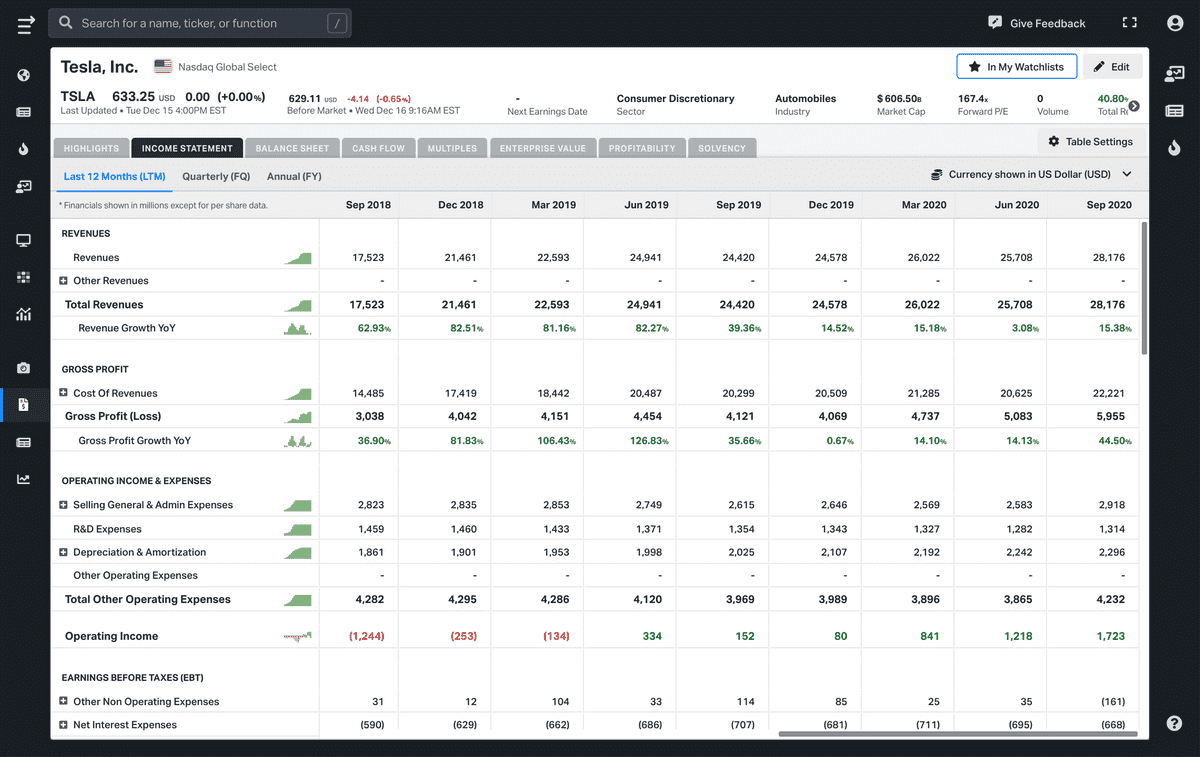 Search for a name, ticker, or function /
Give Feedback
Tesla, Inc. Nasdaq Global Select
In My Watchlists Edit
TSLA 633.25 USD 0.00 (+0.00%) 629.11 USD -4.14 (-0.65%) - Consumer Discretionary Automobiles $606.50B 167.4x 0 40.80%
Last Updated • Tue Dec 15 4:00PM EST Before Market • Wed Dec 16 9:16AM EST Next Earnings Date Sector Industry Market Cap Forward P/E Volume Total Re
HIGHLIGHTS INCOME STATEMENT BALANCE SHEET CASH FLOW MULTIPLES ENTERPRISE VALUE PROFITABILITY SOLVENCY
Table Settings
Last 12 Months (LTM) Quarterly (FQ) Annual (FY) Currency shown in US Dollar (USD)
* Financials shown in millions except for per share data. Sep 2018 Dec 2018 Mar 2019 Jun 2019 Sep 2019 Dec 2019 Mar 2020 Jun 2020 Sep 2020
REVENUES
Revenues 17,523 21,461 22,593 24,941 24,420 24,578 26,022 25,708 28,176
Other Revenues - - - - - - - - -
Total Revenues 17,523 21,461 22,593 24,941 24,420 24,578 26,022 25,708 28,176
Revenue Growth YoY 62.93% 82.51% 81.16% 82.27% 39.36% 14.52% 15.18% 3.08% 15.38%
GROSS PROFIT
Cost Of Revenues 14,485 17,419 18,442 20,487 20,299 20,509 21,285 20,625 22,221
Gross Profit (Loss) 3,038 4,042 4,151 4,454 4,121 4,069 4,737 5,083 5,955
Gross Profit Growth YoY 36.90% 81.83% 106.43% 126.83% 35.66% 0.67% 14.10% 14.13% 44.50%
OPERATING INCOME & EXPENSES
Selling General & Admin Expenses 2,823 2,835 2,853 2,749 2,615 2,646 2,569 2,583 2,918
R&D Expenses 1,459 1,460 1,433 1,371 1,354 1,343 1,327 1,282 1,314
Depreciation & Amortization 1,861 1,901 1,953 1,998 2,025 2,107 2,192 2,242 2,296
Other Operating Expenses - - - - - - - - -
Total Other Operating Expenses 4,282 4,295 4,286 4,120 3,969 3,989 3,896 3,865 4,232
Operating Income (1,244) (253) (134) 334 152 80 841 1,218 1,723
EARNINGS BEFORE TAXES (EBT)
Other Non Operating Expenses 31 12 104 33 114 85 25 35 (161)
Net Interest Expenses (590) (629) (662) (686) (707) (681) (711) (695) (668)